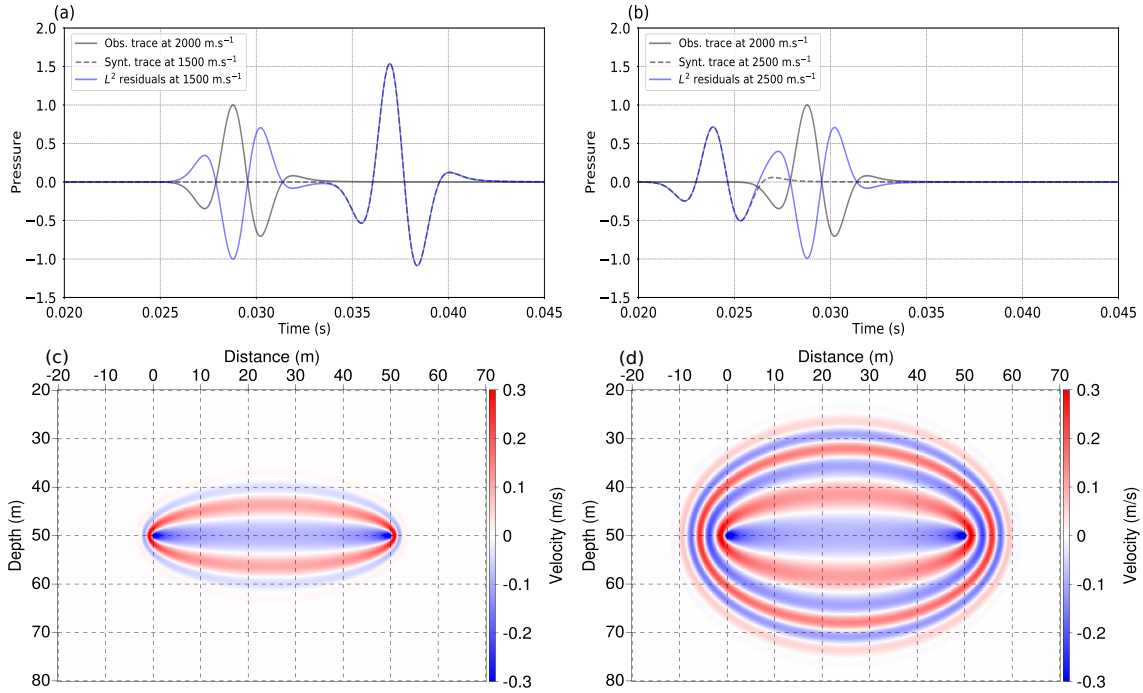 (a)
2.0
1.5
1.0
0.5
0.0
−0.5
−1.0
−1.5
Pressure
Obs. trace at 2000 m.s⁻¹
Synt. trace at 1500 m.s⁻¹
L² residuals at 1500 m.s⁻¹
0.020 0.025 0.030 0.035 0.040 0.045
Time (s)
(b)
2.0
1.5
1.0
0.5
0.0
−0.5
−1.0
−1.5
Pressure
Obs. trace at 2000 m.s⁻¹
Synt. trace at 2500 m.s⁻¹
L² residuals at 2500 m.s⁻¹
0.020 0.025 0.030 0.035 0.040 0.045
Time (s)
(c)
Distance (m)
-20 -10 0 10 20 30 40 50 60 70
20
30
40
50
60
70
80
Depth (m)
0.3
0.2
0.1
0
-0.1
-0.2
-0.3
Velocity (m/s)
(d)
Distance (m)
-20 -10 0 10 20 30 40 50 60 70
20
30
40
50
60
70
80
Depth (m)
0.3
0.2
0.1
0
-0.1
-0.2
-0.3
Velocity (m/s)